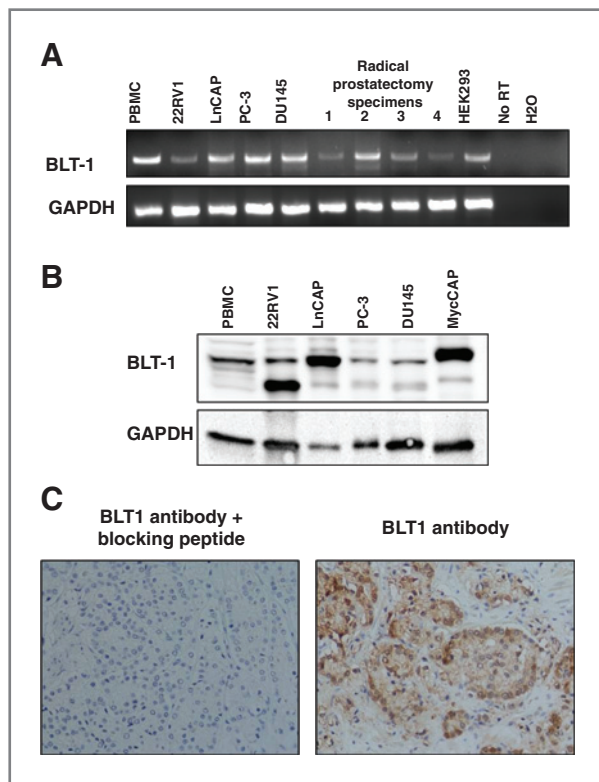 A
Radical
prostatectomy
specimens
PBMC
22RV1
LnCAP
PC-3
DU145
1
2
3
4
HEK293
No RT
H2O
BLT-1
GAPDH
B
PBMC
22RV1
LnCAP
PC-3
DU145
MycCAP
BLT-1
GAPDH
C
BLT1 antibody +
blocking peptide
BLT1 antibody